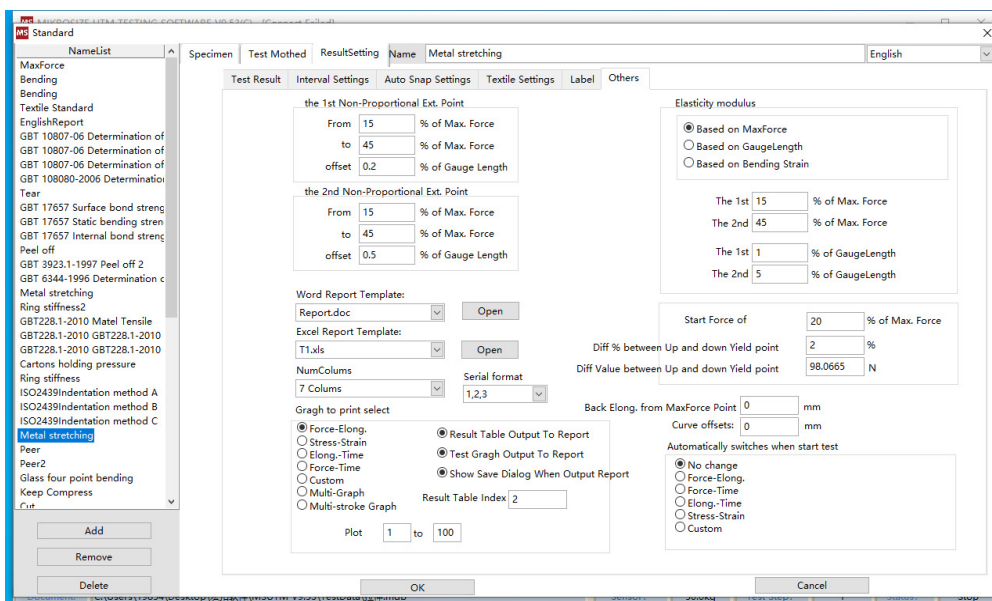 MS MIKROSIZE UTM TESTING SOFTWARE V9.53(C) - [Connect Failed]
MS Standard
NameList
MaxForce
Bending
Bending
Textile Standard
EnglishReport
GBT 10807-06 Determination of
GBT 10807-06 Determination of
GBT 10807-06 Determination of
GBT 108080-2006 Determination
Tear
GBT 17657 Surface bond streng
GBT 17657 Static bending stren
GBT 17657 Internal bond streng
Peel off
GBT 3923.1-1997 Peel off 2
GBT 6344-1996 Determination c
Metal stretching
Ring stiffness2
GBT228.1-2010 Matel Tensile
GBT228.1-2010 GBT228.1-2010
GBT228.1-2010 GBT228.1-2010
Cartons holding pressure
Ring stiffness
ISO2439Indentation method A
ISO2439Indentation method B
ISO2439Indentation method C
Metal stretching
Peer
Peer2
Glass four point bending
Keep Compress
Cut
Add
Remove
Delete
Specimen Test Mothed ResultSetting Name Metal stretching English
Test Result Interval Settings Auto Snap Settings Textile Settings Label Others
the 1st Non-Proportional Ext. Point
From 15 % of Max. Force
to 45 % of Max. Force
offset 0.2 % of Gauge Length
the 2nd Non-Proportional Ext. Point
From 15 % of Max. Force
to 45 % of Max. Force
offset 0.5 % of Gauge Length
Word Report Template:
Report.doc Open
Excel Report Template:
T1.xls Open
NumColums
7 Colums
Serial format
1,2,3
Gragh to print select
Force-Elong.
Stress-Strain
Elong.-Time
Force-Time
Custom
Multi-Graph
Multi-stroke Graph
Result Table Output To Report
Test Gragh Output To Report
Show Save Dialog When Output Report
Result Table Index 2
Plot 1 to 100
Elasticity modulus
Based on MaxForce
Based on GaugeLength
Based on Bending Strain
The 1st 15 % of Max. Force
The 2nd 45 % of Max. Force
The 1st 1 % of GaugeLength
The 2nd 5 % of GaugeLength
Start Force of 20 % of Max. Force
Diff % between Up and down Yield point 2 %
Diff Value between Up and down Yield point 98.0665 N
Back Elong. from MaxForce Point 0 mm
Curve offsets: 0 mm
Automatically switches when start test
No change
Force-Elong.
Force-Time
Elong.-Time
Stress-Strain
Custom
OK Cancel